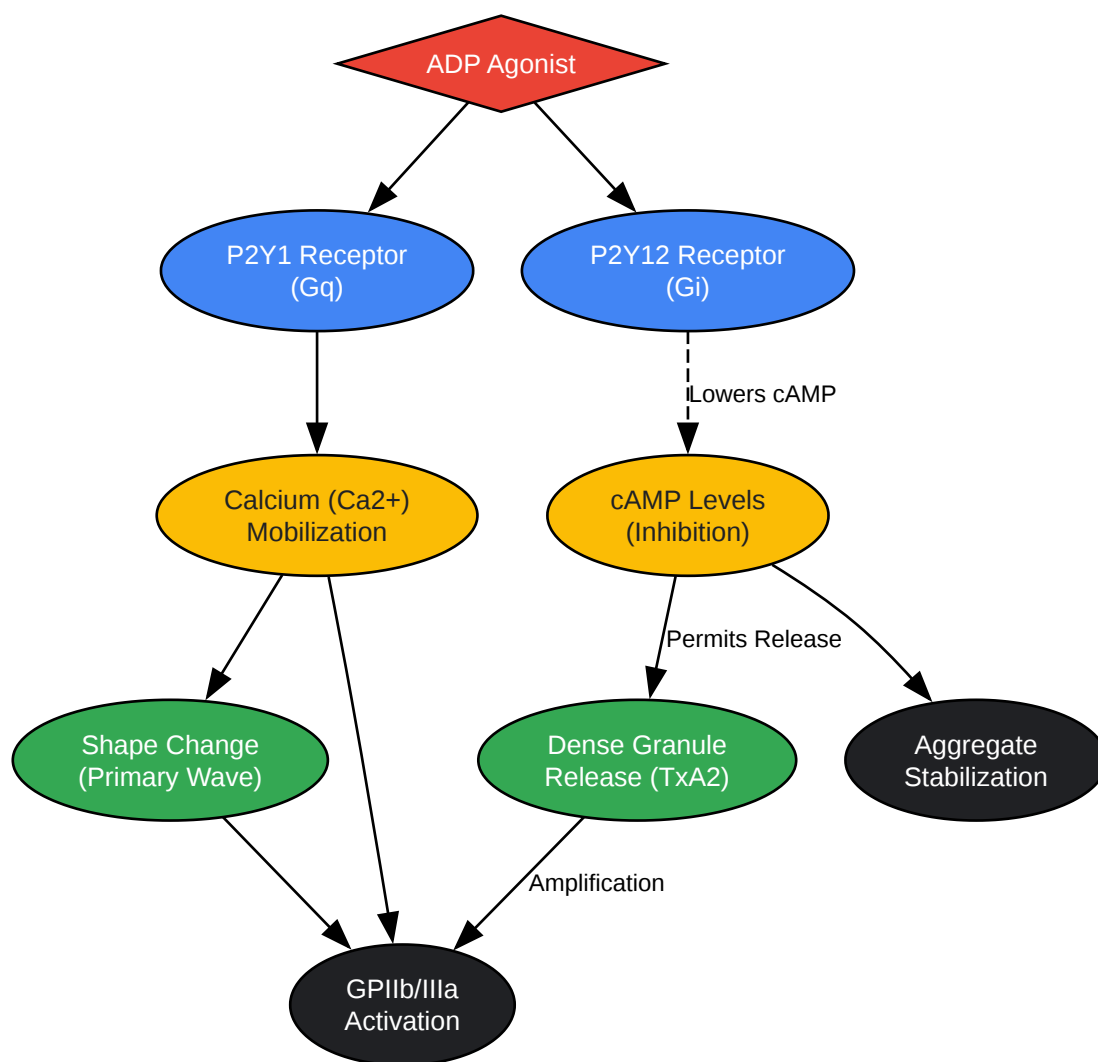 ADP Agonist
P2Y1 Receptor
(Gq)
P2Y12 Receptor
(Gi)
Lowers cAMP
Calcium (Ca2+)
Mobilization
cAMP Levels
(Inhibition)
Permits Release
Shape Change
(Primary Wave)
Dense Granule
Release (TxA2)
Aggregate
Stabilization
Amplification
GPIIb/IIIa
Activation